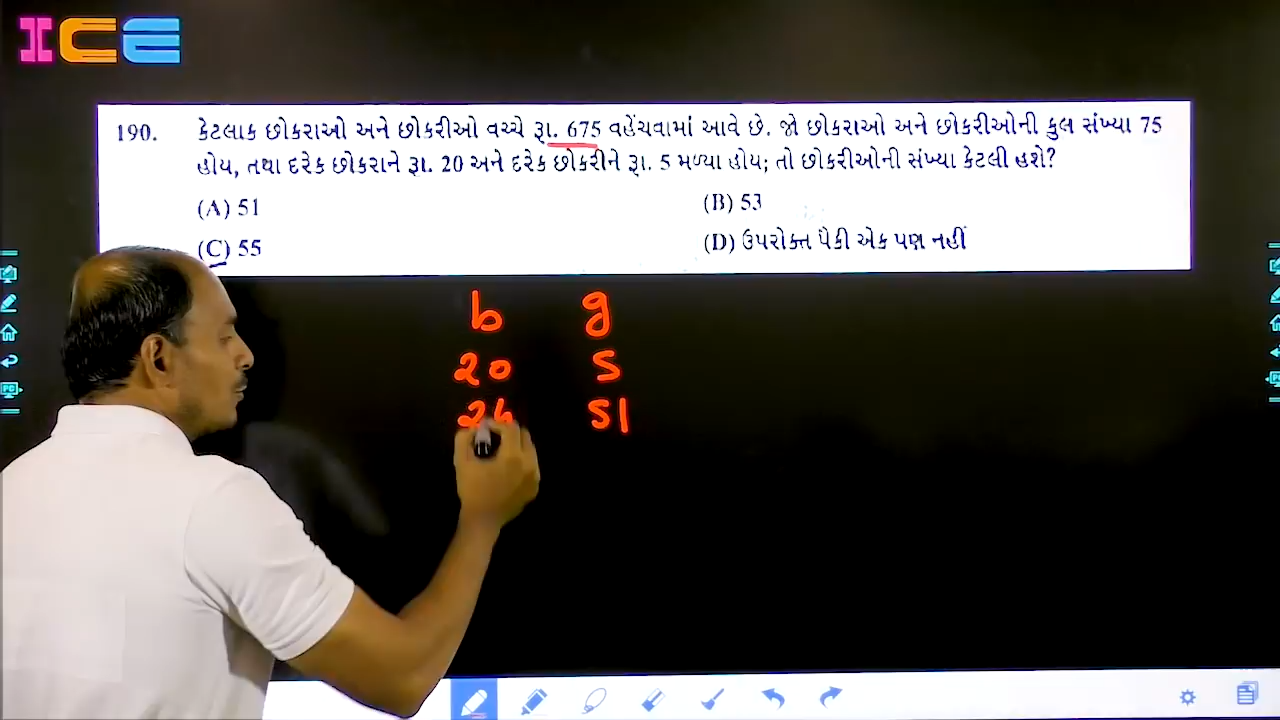 ICE
190. કેટલાક છોકરાઓ અને છોકરીઓ વચ્ચે રૂા. 675 વહેંચવામાં આવે છે. જો છોકરાઓ અને છોકરીઓની કુલ સંખ્યા 75
હોય, તથા દરેક છોકરાને રૂા. 20 અને દરેક છોકરીને રૂા. 5 મળ્યા હોય; તો છોકરીઓની સંખ્યા કેટલી હશે?
(A) 51 (B) 53
(C) 55 (D) ઉપરોક્ત પૈકી એક પણ નહીં
b g
20 5
51